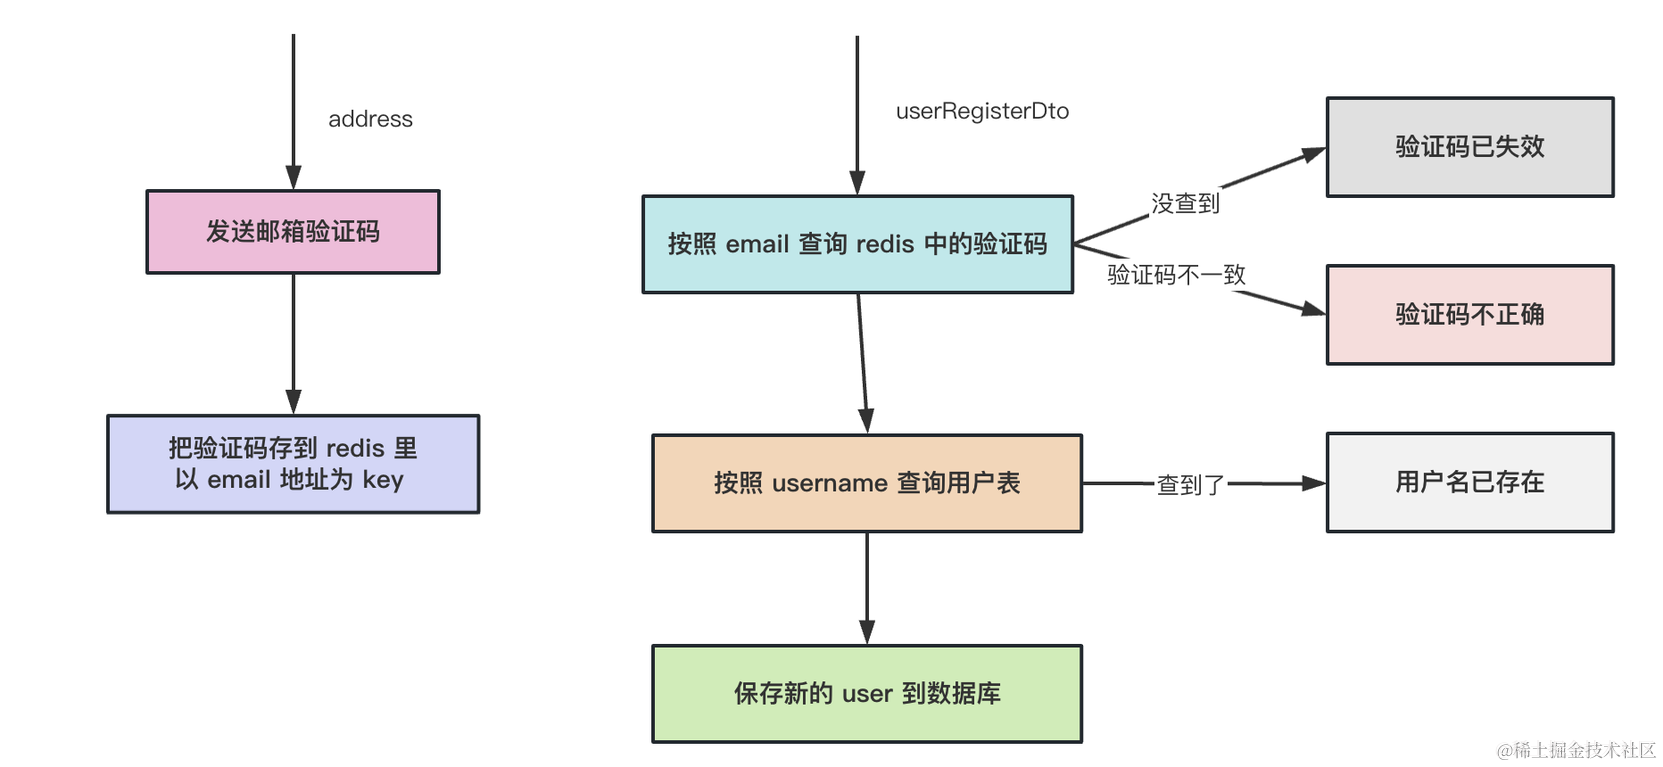 address
发送邮箱验证码
把验证码存到 redis 里
以 email 地址为 key
userRegisterDto
按照 email 查询 redis 中的验证码
没查到
验证码已失效
验证码不一致
验证码不正确
按照 username 查询用户表
查到了
用户名已存在
保存新的 user 到数据库
@稀土掘金技术社区